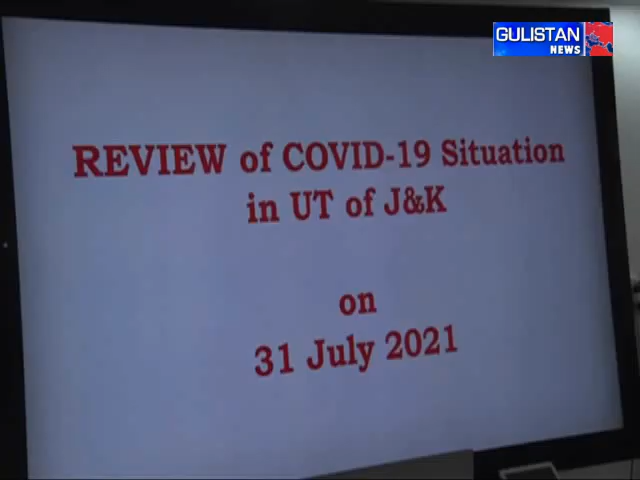 GULISTAN
NEWS
REVIEW of COVID-19 Situation
in UT of J&K
on
31 July 2021